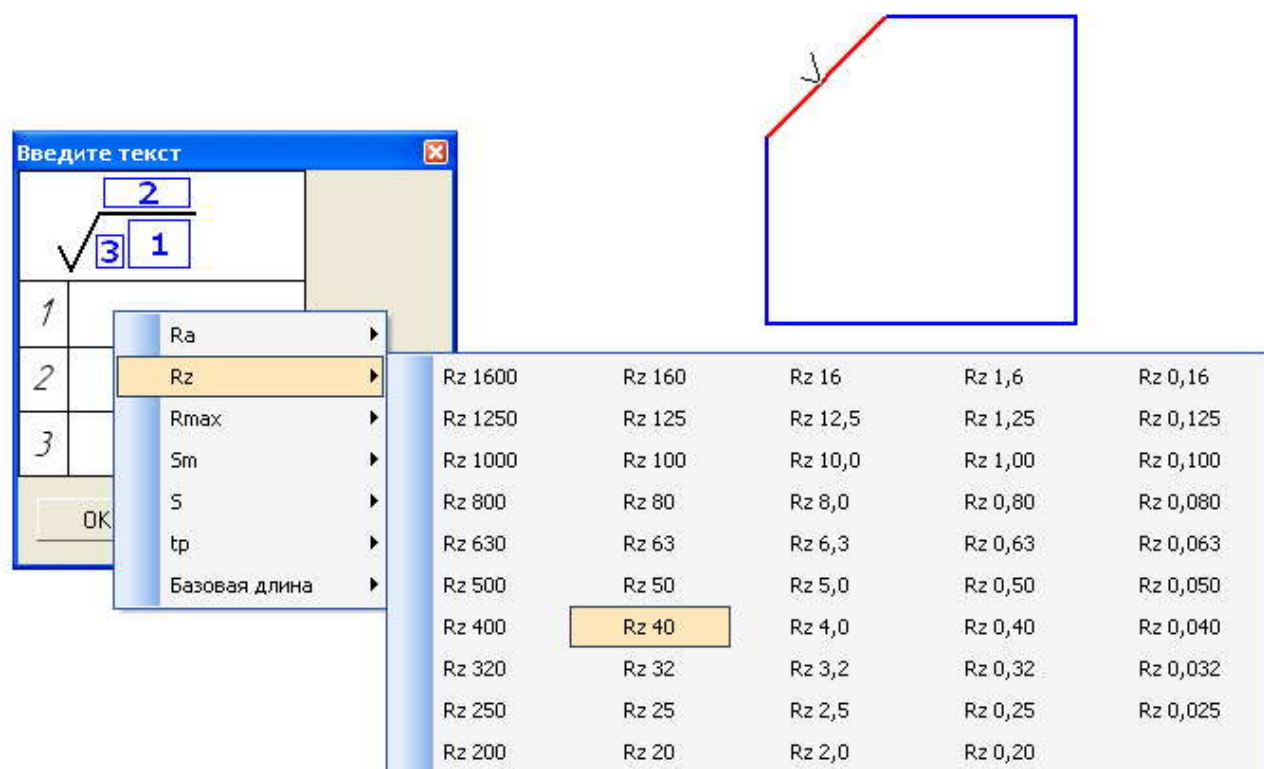 Введите текст
2
3 1
1
2
3
OK
Ra
Rz
Rmax
Sm
S
tp
Базовая длина
Rz 1600 Rz 160 Rz 16 Rz 1,6 Rz 0,16
Rz 1250 Rz 125 Rz 12,5 Rz 1,25 Rz 0,125
Rz 1000 Rz 100 Rz 10,0 Rz 1,00 Rz 0,100
Rz 800 Rz 80 Rz 8,0 Rz 0,80 Rz 0,080
Rz 630 Rz 63 Rz 6,3 Rz 0,63 Rz 0,063
Rz 500 Rz 50 Rz 5,0 Rz 0,50 Rz 0,050
Rz 400 Rz 40 Rz 4,0 Rz 0,40 Rz 0,040
Rz 320 Rz 32 Rz 3,2 Rz 0,32 Rz 0,032
Rz 250 Rz 25 Rz 2,5 Rz 0,25 Rz 0,025
Rz 200 Rz 20 Rz 2,0 Rz 0,20